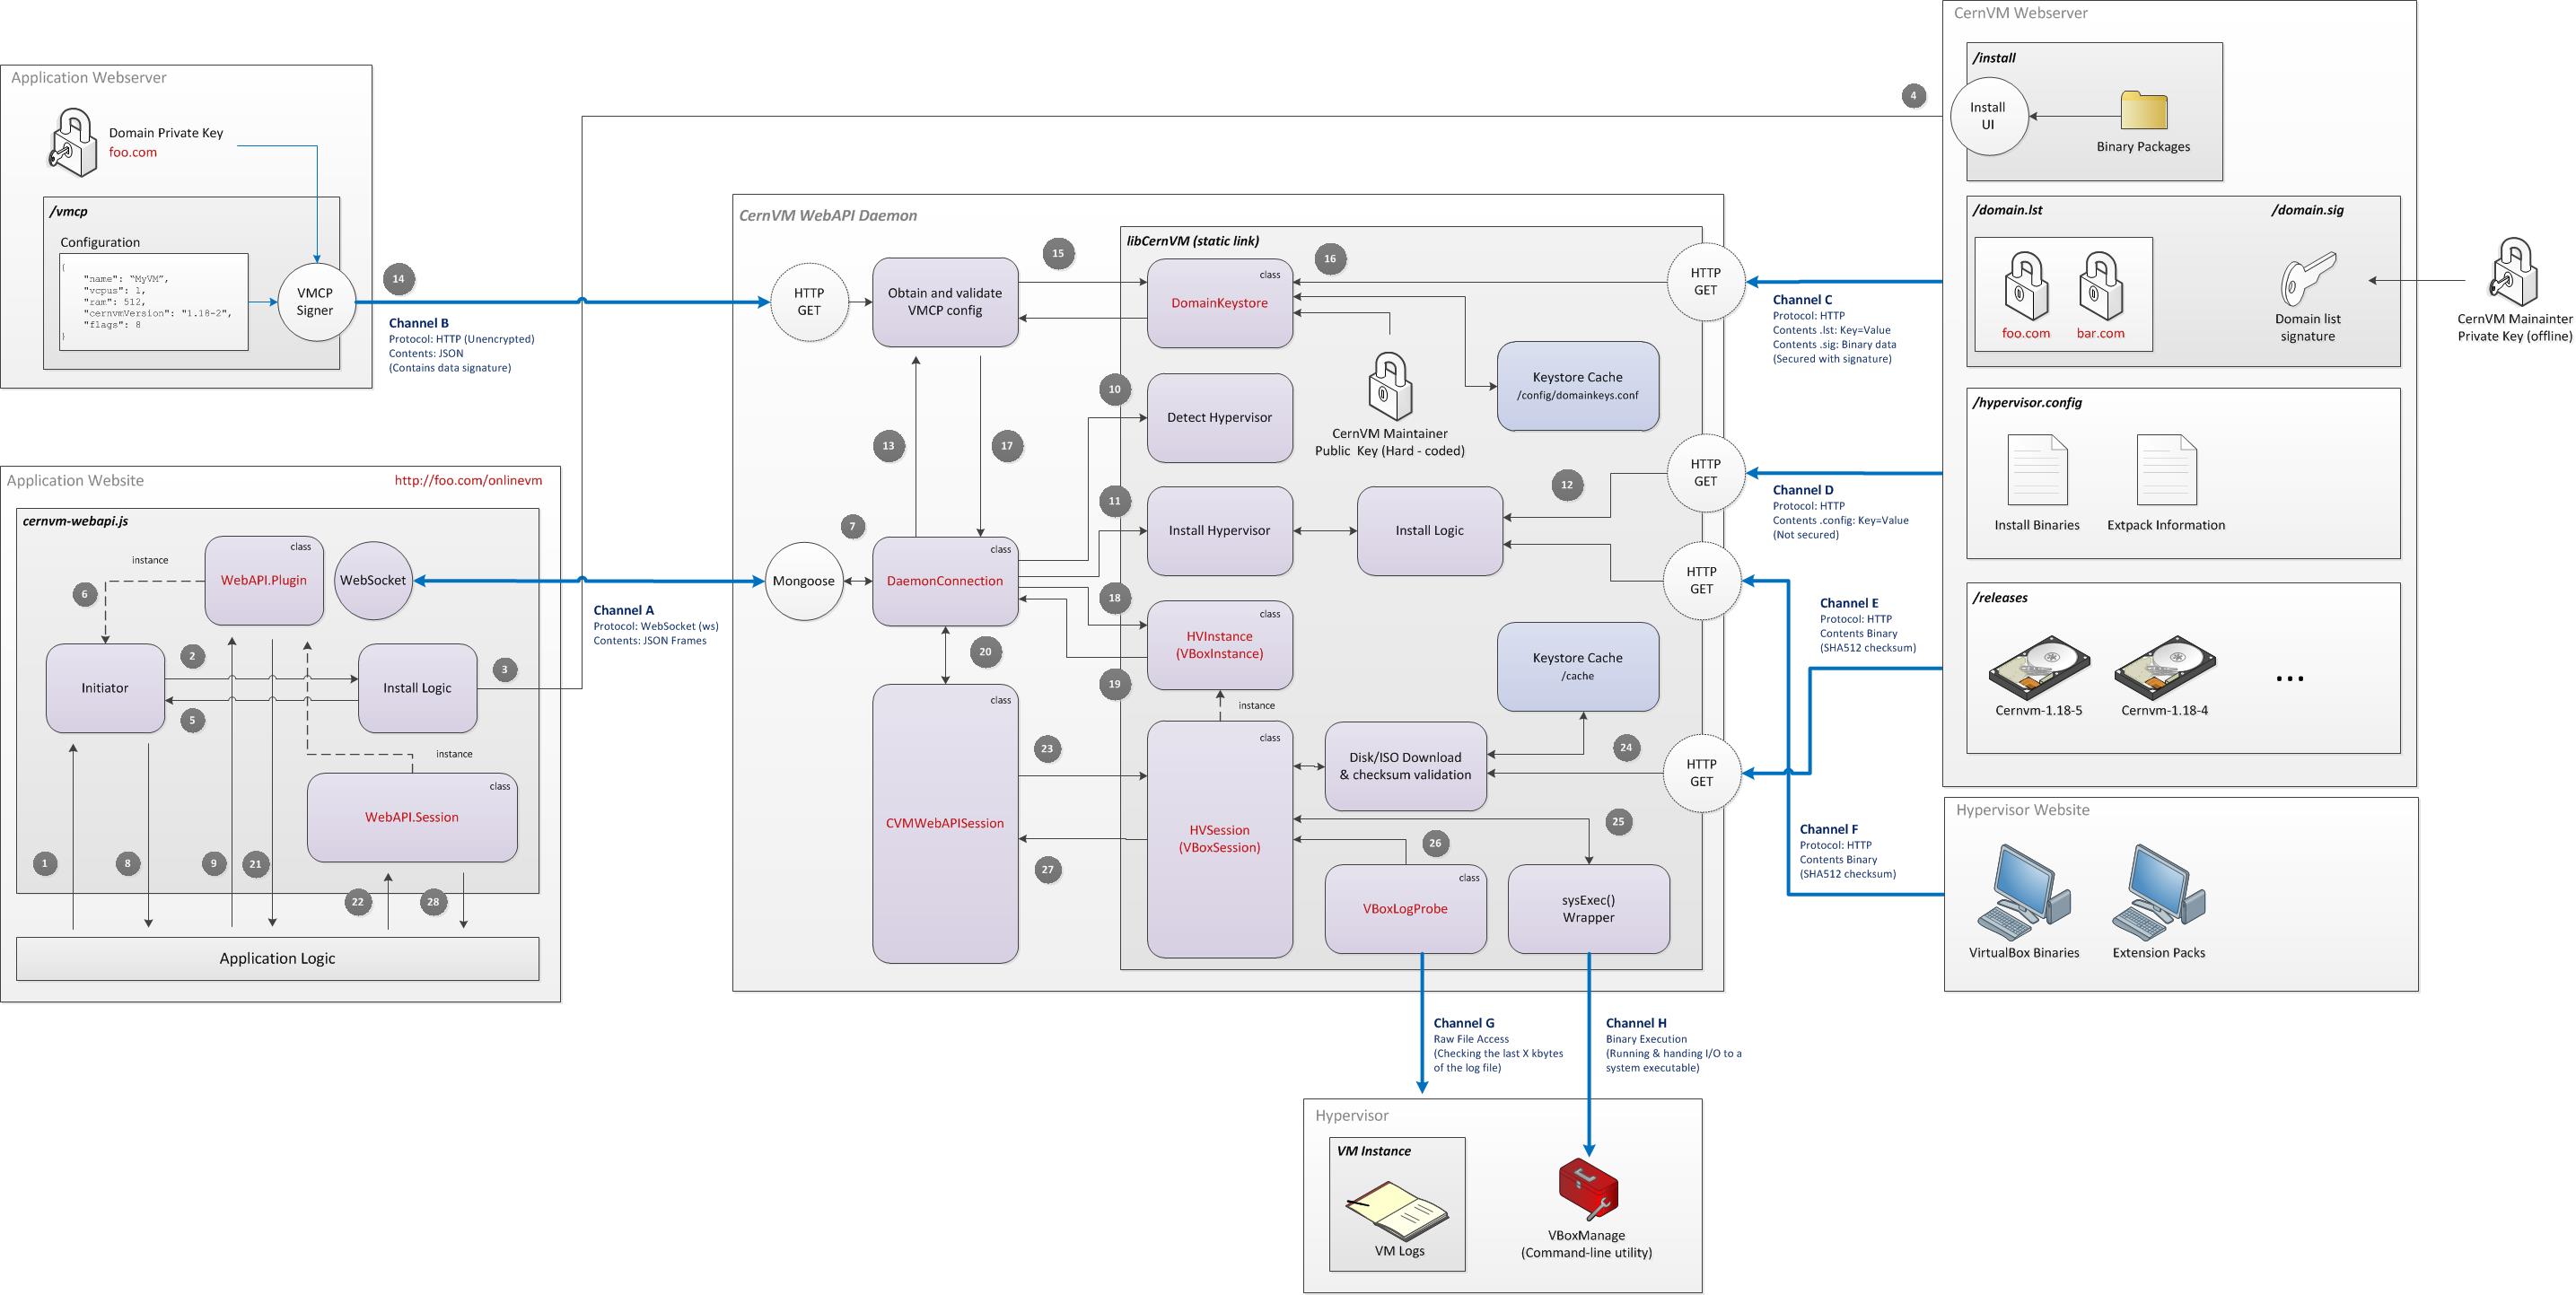 CernVM Webserver
/install
4
Install
UI
Binary Packages
/domain.lst
/domain.sig
foo.com
bar.com
Domain list
signature
CernVM Mainainter
Private Key (offline)
/hypervisor.config
Install Binaries
Extpack Information
/releases
Cernvm-1.18-5
Cernvm-1.18-4
...
Hypervisor Website
VirtualBox Binaries
Extension Packs
Application Webserver
Domain Private Key
foo.com
/vmcp
Configuration
{
"name": "MyVM",
"vcpus": 1,
"ram": 512,
"cernvmVersion": "1.18-2",
"flags": 8
}
VMCP
Signer
14
Channel B
Protocol: HTTP (Unencrypted)
Contents: JSON
(Contains data signature)
Application Website
http://foo.com/onlinevm
cernvm-webapi.js
instance
class
WebAPI.Plugin
WebSocket
6
Initiator
2
5
Install Logic
3
instance
class
WebAPI.Session
1
8
9
21
22
28
Application Logic
Channel A
Protocol: WebSocket (ws)
Contents: JSON Frames
CernVM WebAPI Daemon
HTTP
GET
Obtain and validate
VMCP config
15
13
17
7
Mongoose
class
DaemonConnection
20
class
CVMWebAPISession
23
27
libCernVM (static link)
class
DomainKeystore
16
10
Detect Hypervisor
CernVM Maintainer
Public Key (Hard - coded)
Keystore Cache
/config/domainkeys.conf
11
Install Hypervisor
Install Logic
12
18
class
HVInstance
(VBoxInstance)
19
instance
class
HVSession
(VBoxSession)
Keystore Cache
/cache
Disk/ISO Download
& checksum validation
24
25
26
class
VBoxLogProbe
sysExec()
Wrapper
HTTP
GET
HTTP
GET
HTTP
GET
HTTP
GET
Channel C
Protocol: HTTP
Contents .lst: Key=Value
Contents .sig: Binary data
(Secured with signature)
Channel D
Protocol: HTTP
Contents .config: Key=Value
(Not secured)
Channel E
Protocol: HTTP
Contents Binary
(SHA512 checksum)
Channel F
Protocol: HTTP
Contents Binary
(SHA512 checksum)
Channel G
Raw File Access
(Checking the last X kbytes
of the log file)
Channel H
Binary Execution
(Running & handing I/O to a
system executable)
Hypervisor
VM Instance
VM Logs
VBoxManage
(Command-line utility)